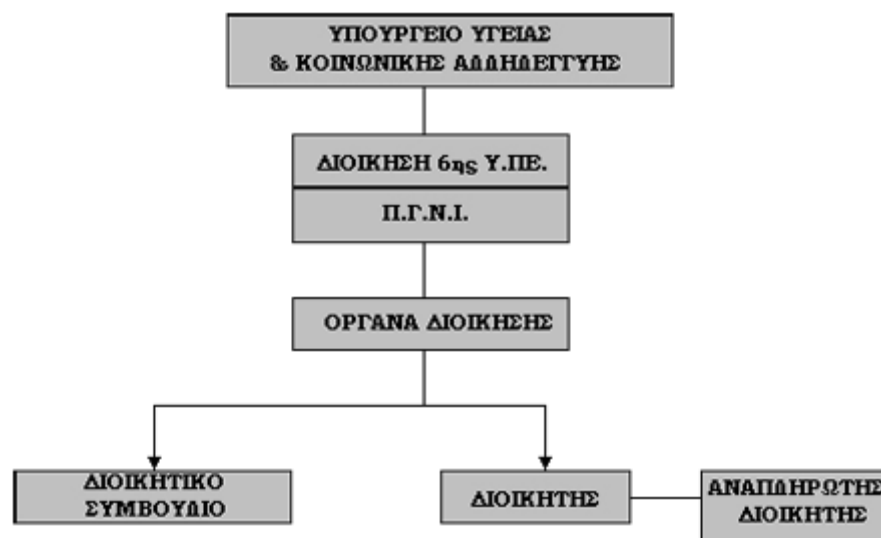 ΥΠΟΥΡΓΕΙΟ ΥΓΕΙΑΣ
& ΚΟΙΝΩΝΙΚΗΣ ΑΛΛΗΛΕΓΓΥΗΣ
ΔΙΟΙΚΗΣΗ 6ης Υ.ΠΕ.
Π.Γ.Ν.Ι.
ΟΡΓΑΝΑ ΔΙΟΙΚΗΣΗΣ
ΔΙΟΙΚΗΤΙΚΟ
ΣΥΜΒΟΥΛΙΟ
ΔΙΟΙΚΗΤΗΣ
ΑΝΑΠΛΗΡΩΤΗΣ
ΔΙΟΙΚΗΤΗΣ